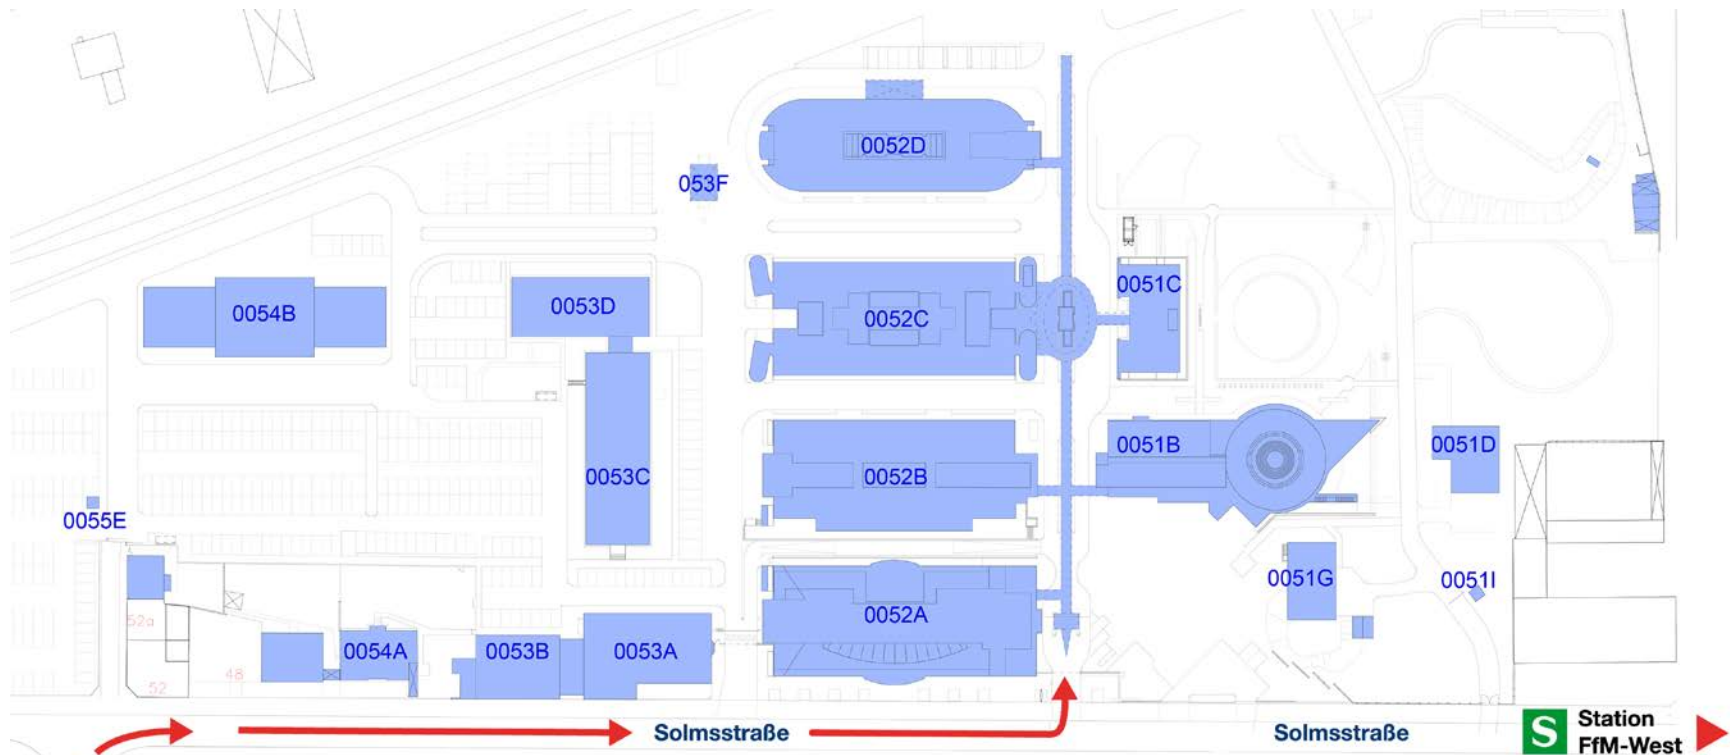 0052D
053F
0051C
0054B
0053D
0052C
0051B
0051D
0053C
0052B
0055E
0051G
0051I
52a
0052A
0054A
0053B
0053A
48
52
Solmsstraße
Solmsstraße
S
Station
FfM-West